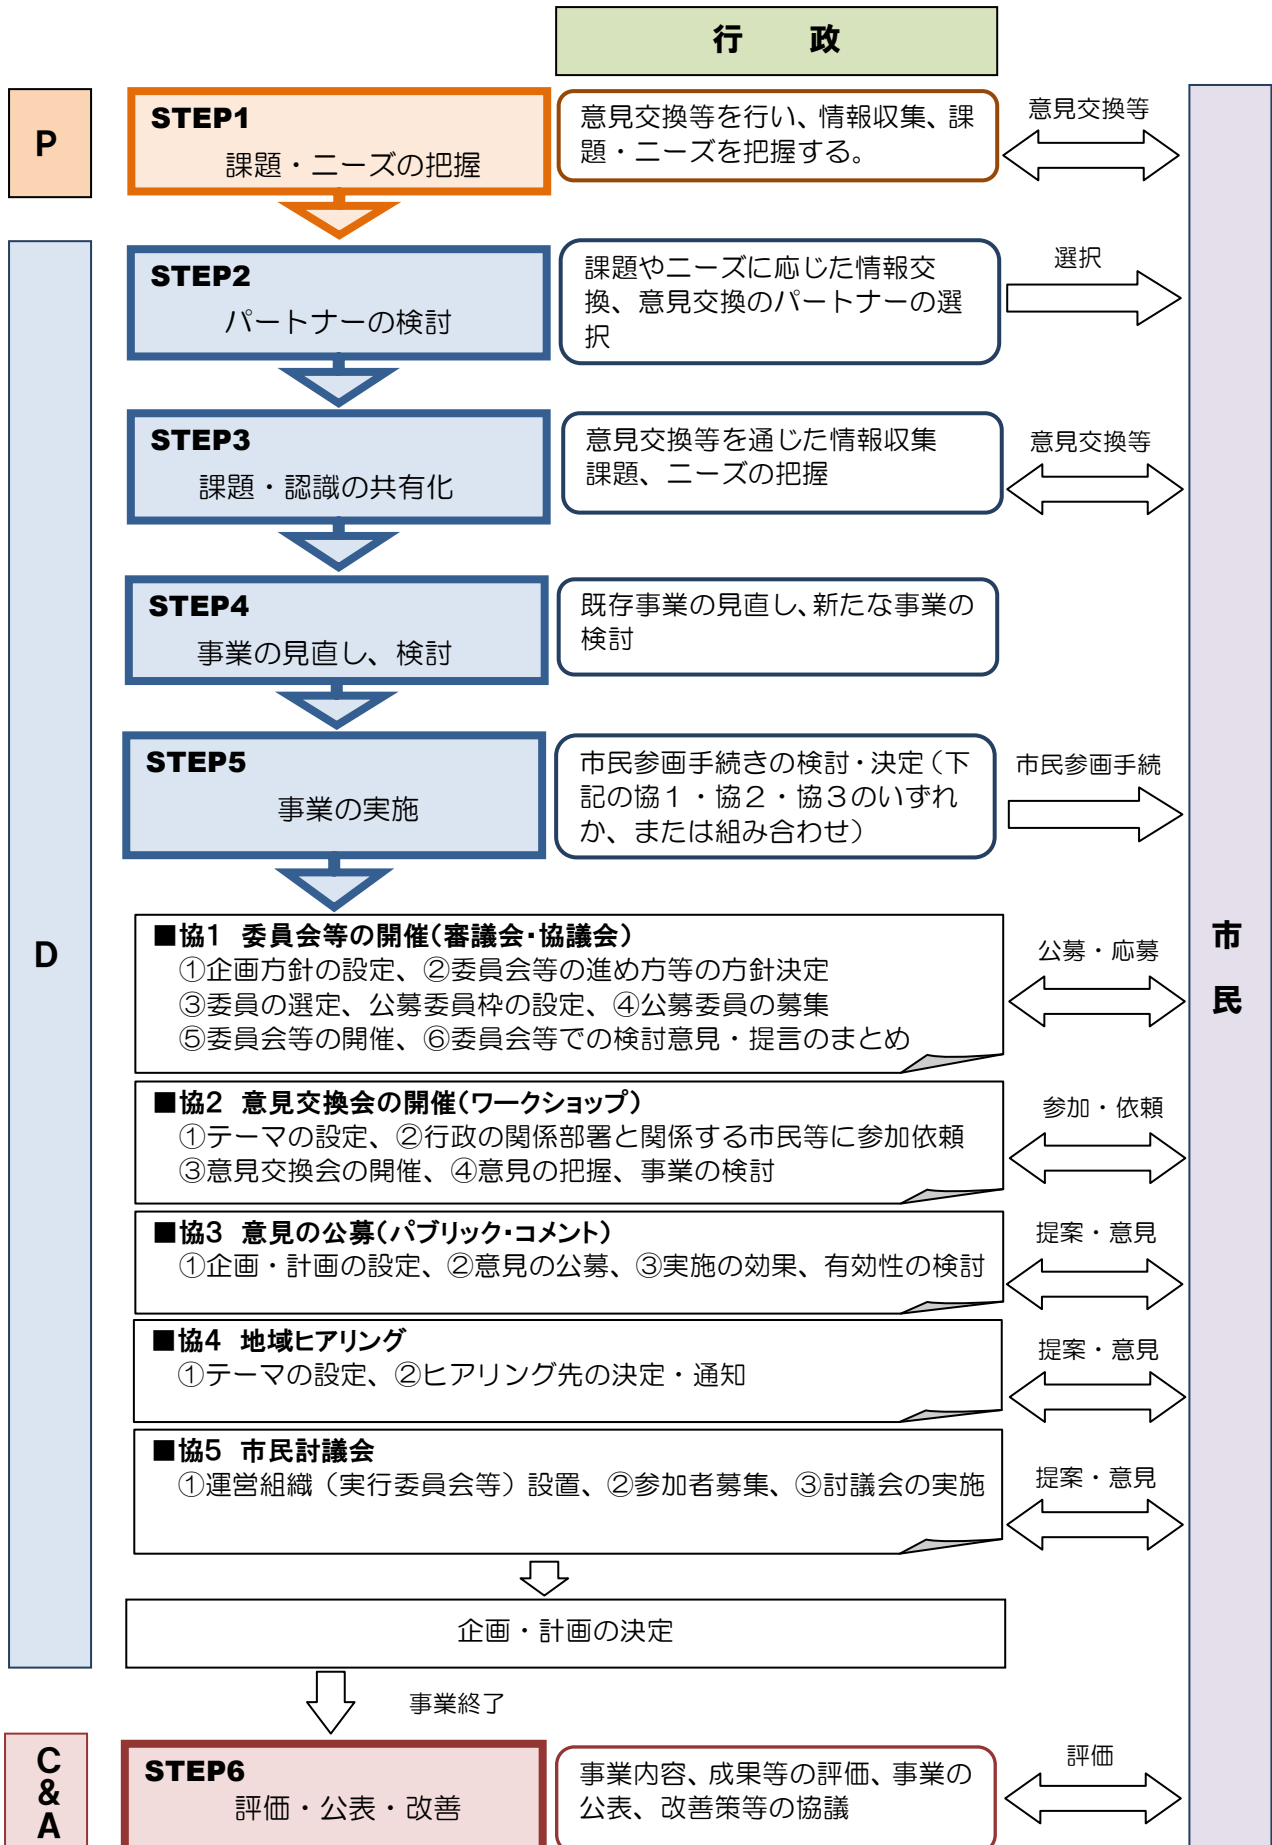 行　政
P
STEP1
課題・ニーズの把握
意見交換等を行い、情報収集、課
題・ニーズを把握する。
意見交換等
D
STEP2
パートナーの検討
課題やニーズに応じた情報交
換、意見交換のパートナーの選
択
選択
STEP3
課題・認識の共有化
意見交換等を通じた情報収集
課題、ニーズの把握
意見交換等
STEP4
事業の見直し、検討
既存事業の見直し、新たな事業の
検討
STEP5
事業の実施
市民参画手続きの検討・決定（下
記の協１・協２・協３のいずれ
か、または組み合わせ）
市民参画手続
■協1　委員会等の開催（審議会・協議会）
①企画方針の設定、②委員会等の進め方等の方針決定
③委員の選定、公募委員枠の設定、④公募委員の募集
⑤委員会等の開催、⑥委員会等での検討意見・提言のまとめ
公募・応募
市
民
■協2　意見交換会の開催（ワークショップ）
①テーマの設定、②行政の関係部署と関係する市民等に参加依頼
③意見交換会の開催、④意見の把握、事業の検討
参加・依頼
■協3　意見の公募（パブリック・コメント）
①企画・計画の設定、②意見の公募、③実施の効果、有効性の検討
提案・意見
■協4　地域ヒアリング
①テーマの設定、②ヒアリング先の決定・通知
提案・意見
■協5　市民討議会
①運営組織（実行委員会等）設置、②参加者募集、③討議会の実施
提案・意見
企画・計画の決定
事業終了
C
&
A
STEP6
評価・公表・改善
事業内容、成果等の評価、事業の
公表、改善策等の協議
評価